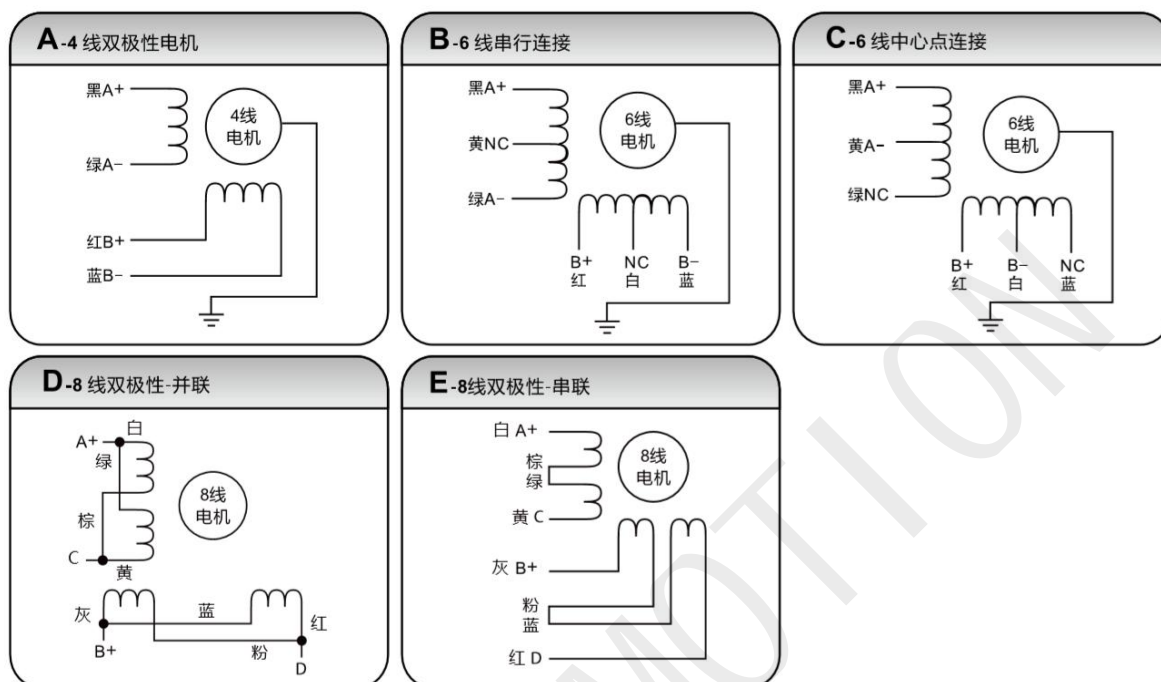 A-4 线双极性电机
黑A+
4线
电机
绿A-
红B+
蓝B-
B-6 线串行连接
黑A+
6线
电机
黄NC
绿A-
B+ NC B-
红 白 蓝
C-6 线中心点连接
黑A+
6线
电机
黄A-
绿NC
B+ B- NC
红 白 蓝
D-8 线双极性-并联
白
A+
绿
8线
电机
棕
C
黄
灰 蓝 红
B+ 粉 D
E-8线双极性-串联
白 A+
棕
绿
8线
电机
黄 C
灰 B+
粉
蓝
红 D
MOTION